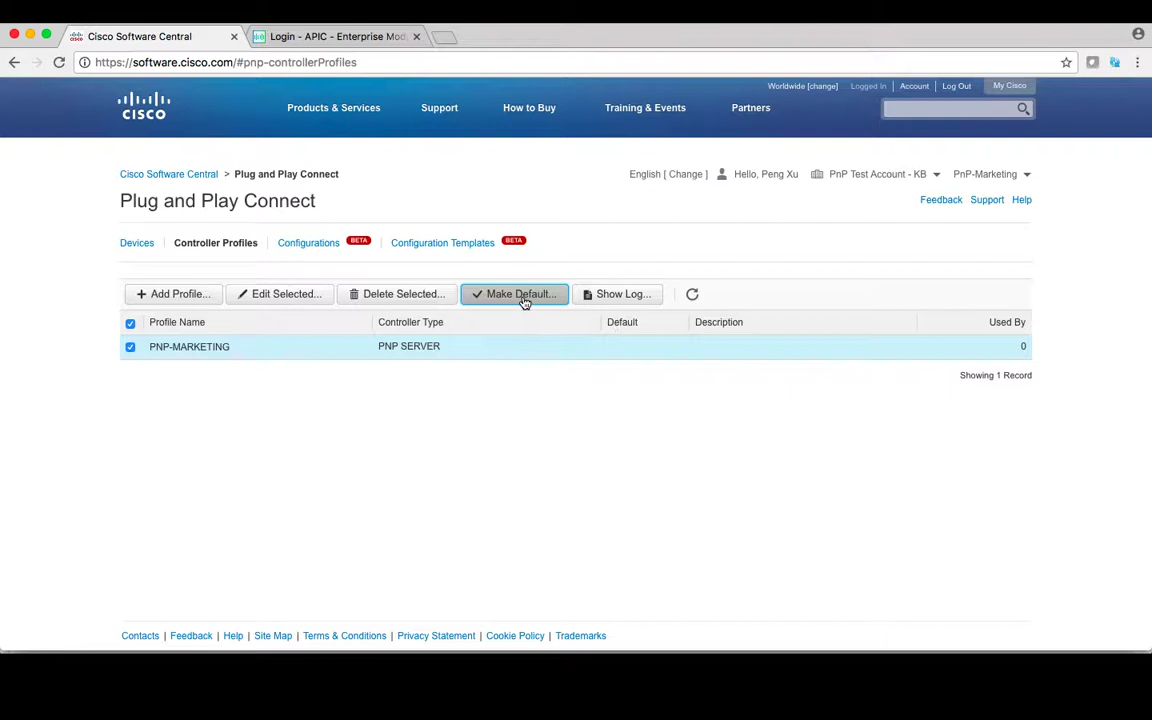 Cisco Software Central
Login - APIC - Enterprise Mod
https://software.cisco.com/#pnp-controllerProfiles
Worldwide [change] Logged In Account Log Out My Cisco
CISCO
Products & Services Support How to Buy Training & Events Partners
Cisco Software Central > Plug and Play Connect
English [ Change ] Hello, Peng Xu PnP Test Account - KB PnP-Marketing
Plug and Play Connect
Feedback Support Help
Devices Controller Profiles Configurations BETA Configuration Templates BETA
Add Profile... Edit Selected... Delete Selected... Make Default... Show Log...
Profile Name Controller Type Default Description Used By
PNP-MARKETING PNP SERVER 0
Showing 1 Record
Contacts | Feedback | Help | Site Map | Terms & Conditions | Privacy Statement | Cookie Policy | Trademarks